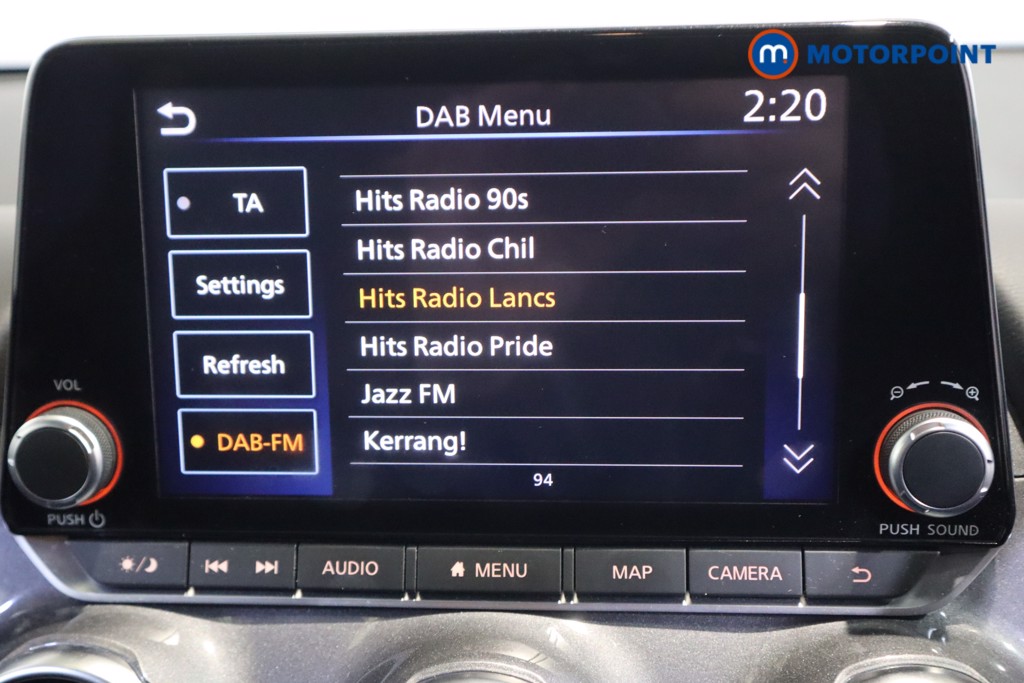 m. MOTORPOINT
DAB Menu
2:20
TA
Settings
Refresh
DAB-FM
Hits Radio 90s
Hits Radio Chil
Hits Radio Lancs
Hits Radio Pride
Jazz FM
Kerrang!
94
VOL
PUSH
PUSH SOUND
AUDIO
MENU
MAP
CAMERA